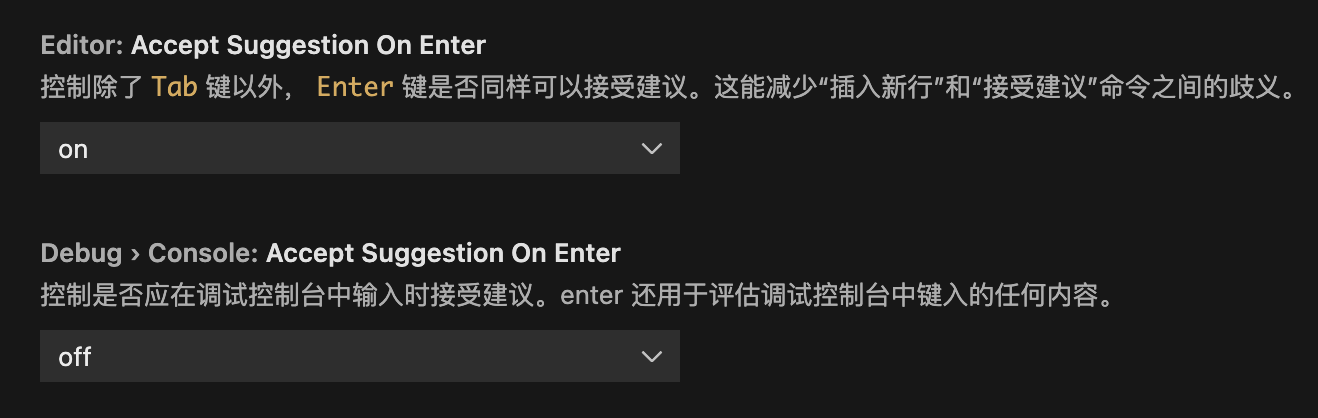 Editor: Accept Suggestion On Enter
控制除了 Tab 键以外， Enter 键是否同样可以接受建议。这能减少“插入新行”和“接受建议”命令之间的歧义。
on
Debug › Console: Accept Suggestion On Enter
控制是否应在调试控制台中输入时接受建议。enter 还用于评估调试控制台中键入的任何内容。
off